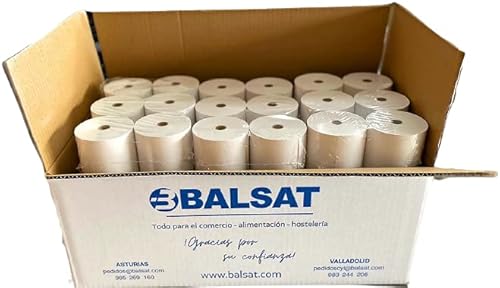 BALSAT
Todo para el comercio - alimentación - hostelería
¡Gracias por
su confianza!
ASTURIAS
pedidos@balsat.com
985 269 160
www.balsat.com
VALLADOLID
pedidoscyl@balsat.com
983 244 206